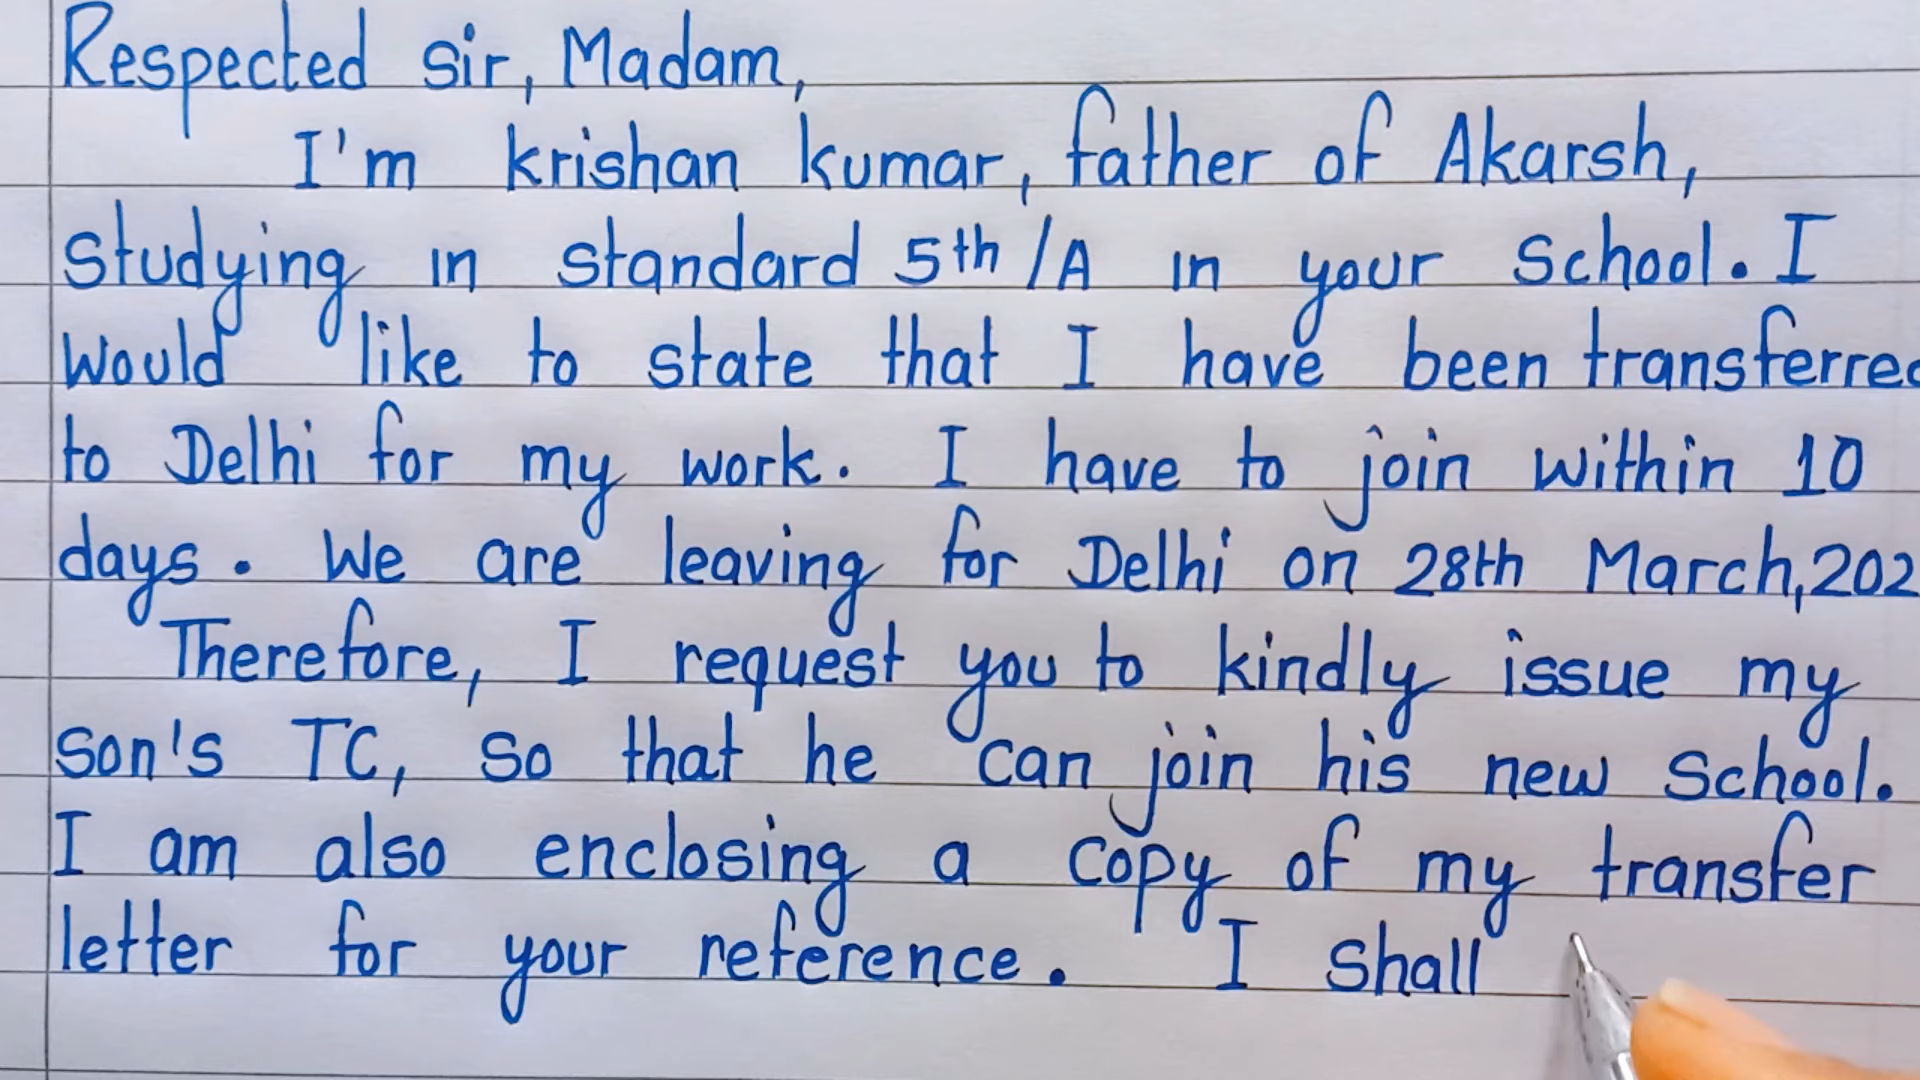 Respected sir, Madam,
I'm krishan kumar, father of Akarsh,
studying in standard 5th/A in your School. I
would like to state that I have been transferred
to Delhi for my work. I have to join within 10
days. We are leaving for Delhi on 28th March,202
Therefore, I request you to kindly issue my
son's TC, so that he can join his new School.
I am also enclosing a copy of my transfer
letter for your reference. I shall